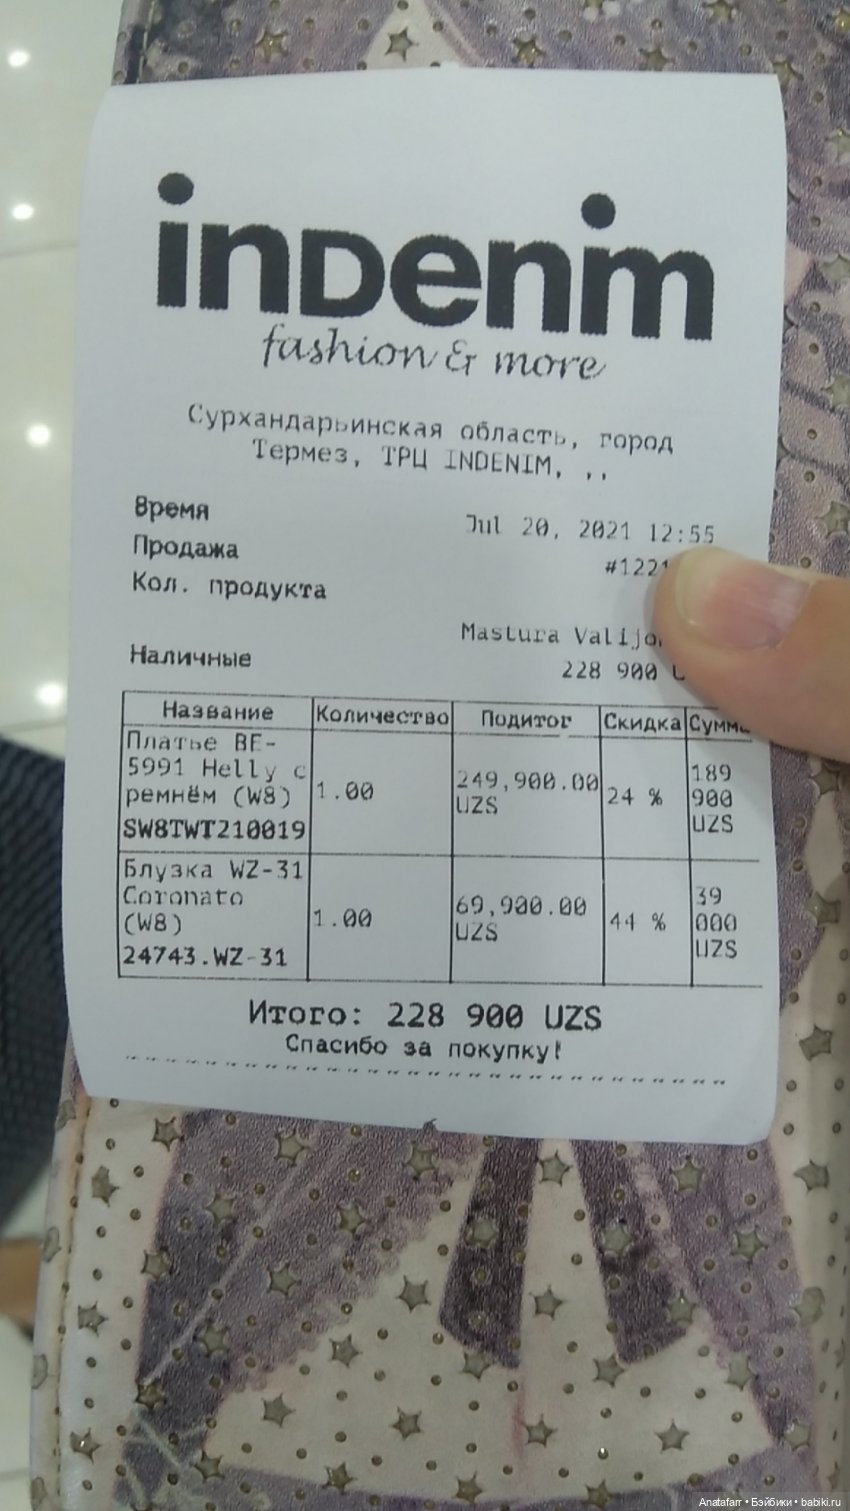 inDenim
fashion & more
Сурхандарьинская область, город
Термез, ТРЦ INDENIM, ,,
Время Jul 20, 2021 12:55
Продажа
Кол. продукта
Mastura
Наличные 228 900
Название Количество Подитог Скидка
Платье BE-
5991 Helly с
ремнём (W8)
SW8TWT210019
1.00
249,900.00
UZS
24 %
189
900
UZS
Блузка WZ-31
Coronato
(W8)
24743.WZ-31
1.00
69,900.00
UZS
44 %
39
000
UZS
Итого: 228 900 UZS
Спасибо за покупку!
Anatafarr • Бэйбики • babiki.ru